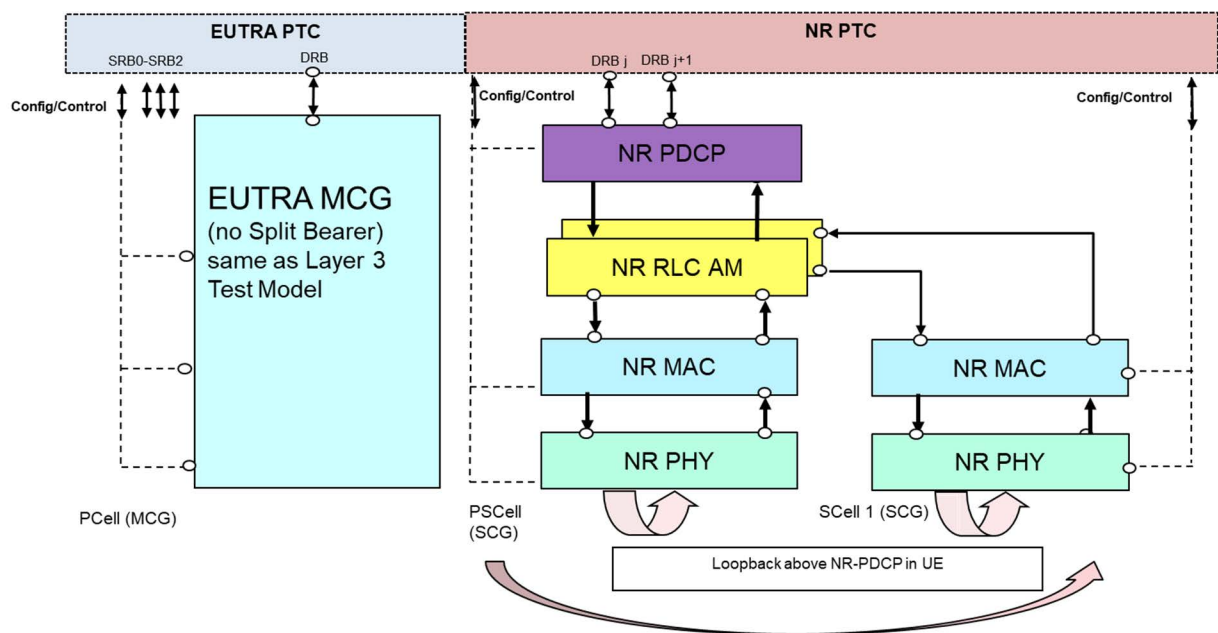 EUTRA PTC
NR PTC
SRB0-SRB2
DRB
DRB j
DRB j+1
Config/Control
Config/Control
Config/Control
NR PDCP
EUTRA MCG
(no Split Bearer)
same as Layer 3
Test Model
NR RLC AM
NR MAC
NR MAC
NR PHY
NR PHY
PCell (MCG)
PSCell
(SCG)
SCell 1 (SCG)
Loopback above NR-PDCP in UE